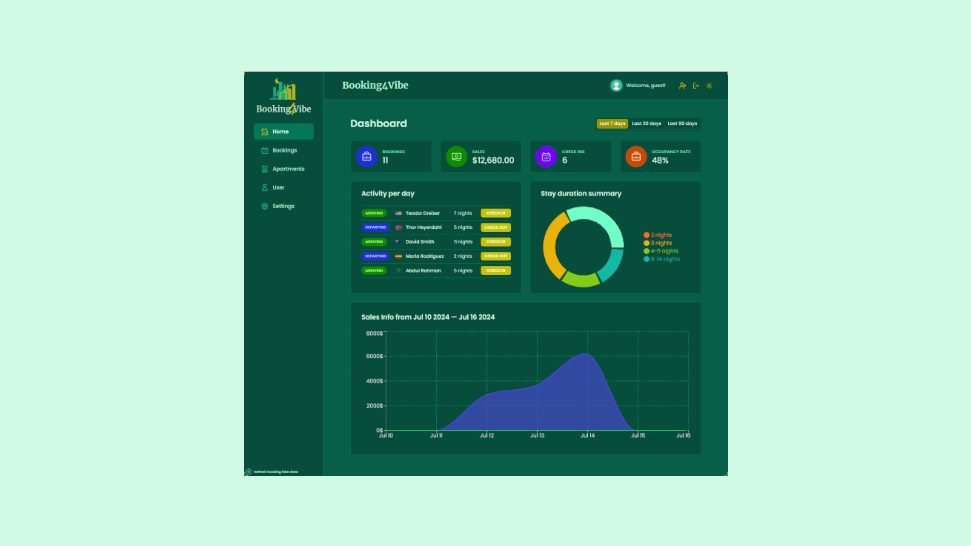 Booking4Vibe
Home
Bookings
Apartments
User
Settings
Booking4Vibe
Welcome, guest!
Dashboard
Last 7 days Last 30 days Last 90 days
BOOKINGS
11
SALES
$12,680.00
CHECK INS
6
OCCUPANCY RATE
48%
Activity per day
ARRIVING Teodor Dreiser 7 nights CHECK IN
DEPARTING Thor Heyerdahl 5 nights CHECK OUT
ARRIVING David Smith nights CHECK IN
DEPARTING Maria Rodriguez 2 nights CHECK OUT
ARRIVING Abdul Rahman 5 nights CHECK IN
Stay duration summary
2 nights
3 nights
4-5 nights
8-14 nights
Sales info from Jul 10 2024 — Jul 16 2024
8000$
6000$
4000$
2000$
0$
Jul 10 Jul 11 Jul 12 Jul 13 Jul 14 Jul 15 Jul 16